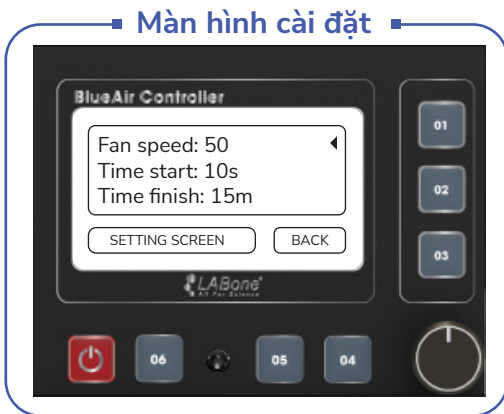 Màn hình cài đặt
BlueAir Controller
Fan speed: 50
Time start: 10s
Time finish: 15m
SETTING SCREEN
BACK
LABone
All For Science
01
02
03
06
05
04